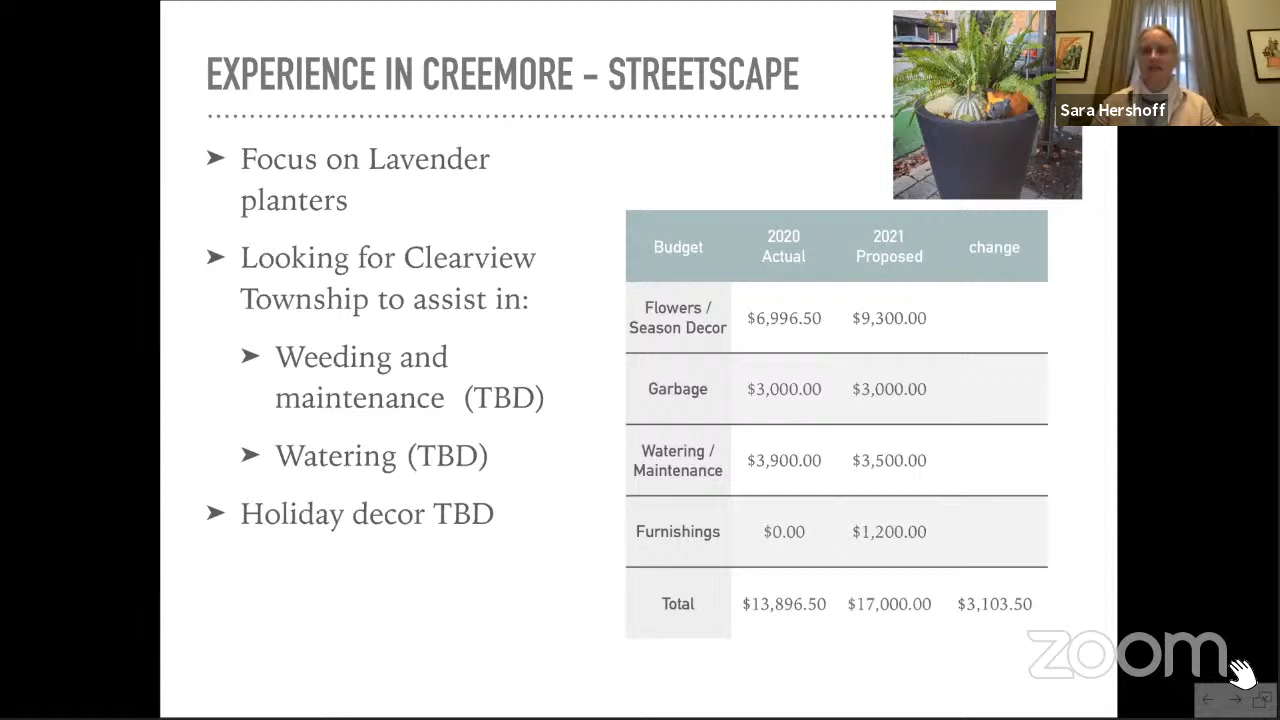 EXPERIENCE IN CREEMORE - STREETSCAPE
Sara Hershoff
➤ Focus on Lavender
planters
➤ Looking for Clearview
Township to assist in:
➤ Weeding and
maintenance (TBD)
➤ Watering (TBD)
➤ Holiday decor TBD
Budget 2020 Actual 2021 Proposed change
Flowers / Season Decor $6,996.50 $9,300.00
Garbage $3,000.00 $3,000.00
Watering / Maintenance $3,900.00 $3,500.00
Furnishings $0.00 $1,200.00
Total $13,896.50 $17,000.00 $3,103.50
zoom